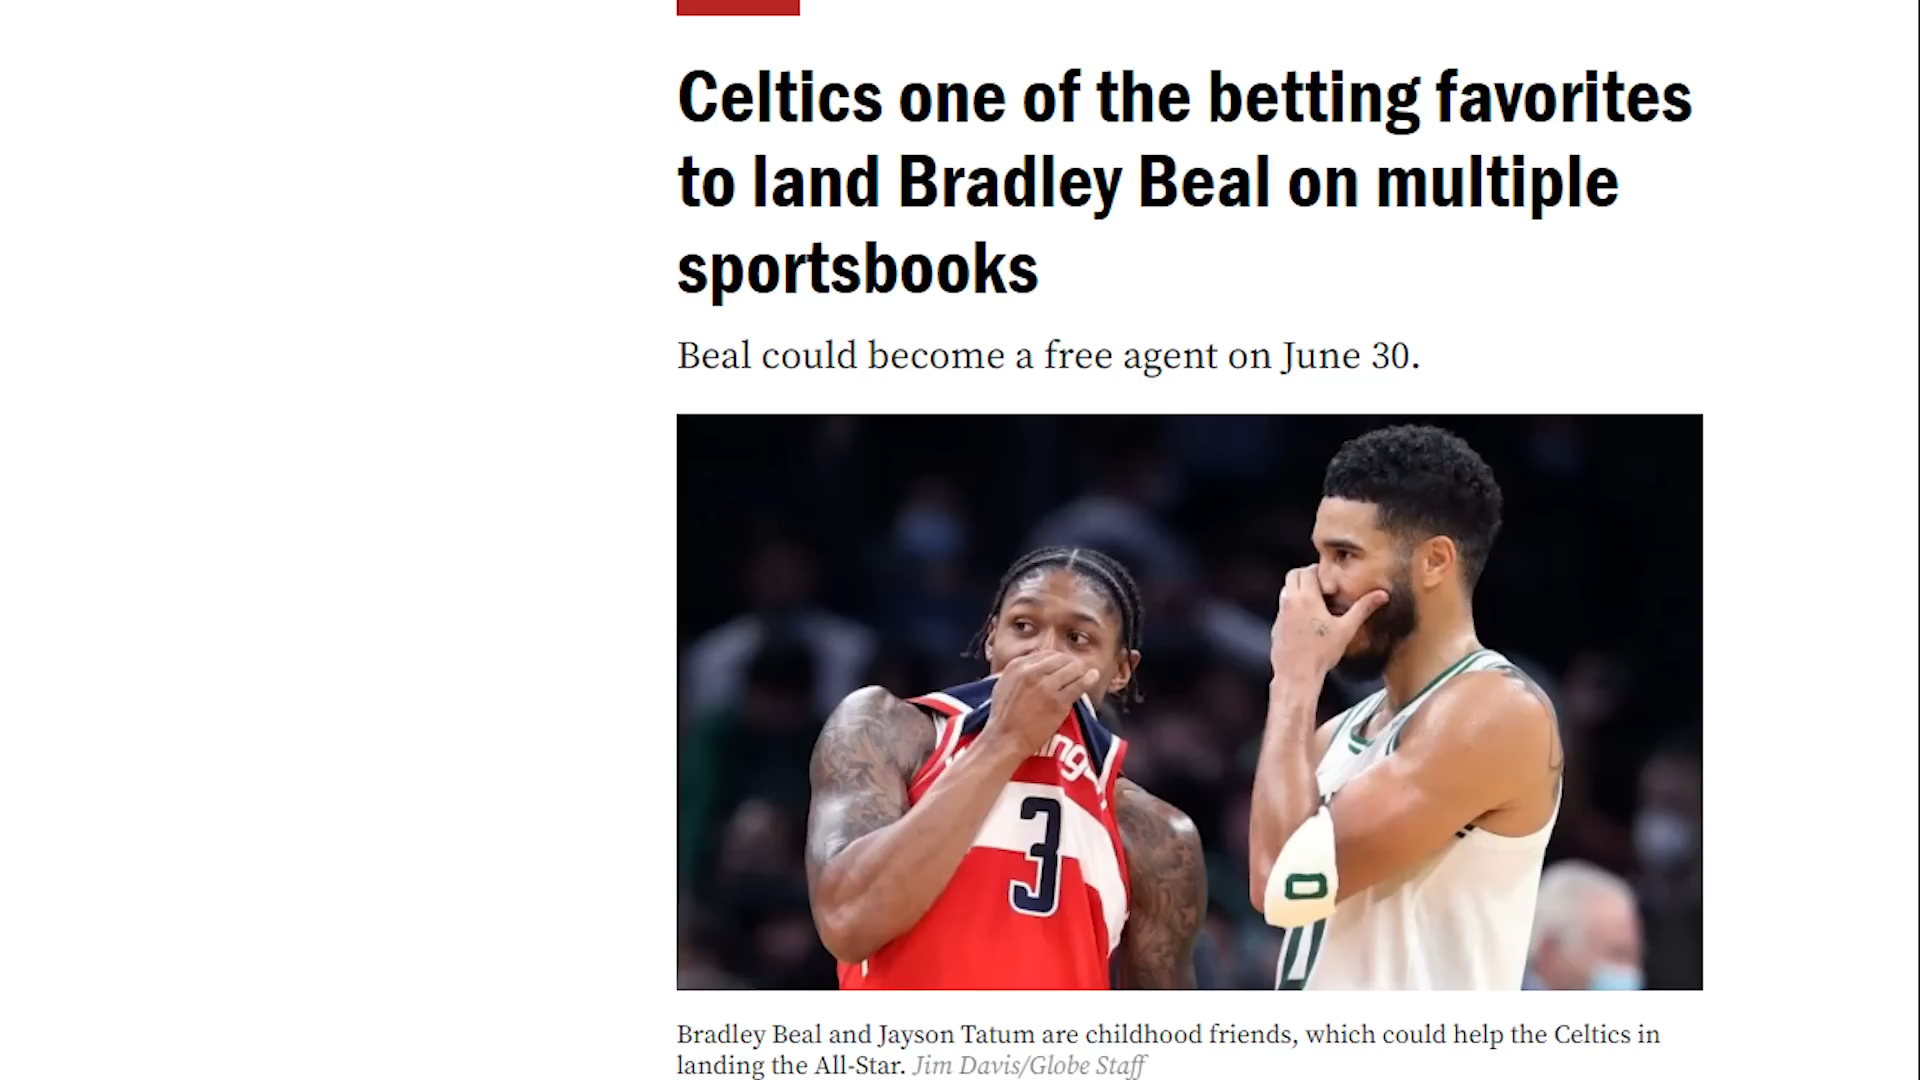 Celtics one of the betting favorites
to land Bradley Beal on multiple
sportsbooks
Beal could become a free agent on June 30.
3
0
Bradley Beal and Jayson Tatum are childhood friends, which could help the Celtics in
landing the All-Star. Jim Davis/Globe Staff